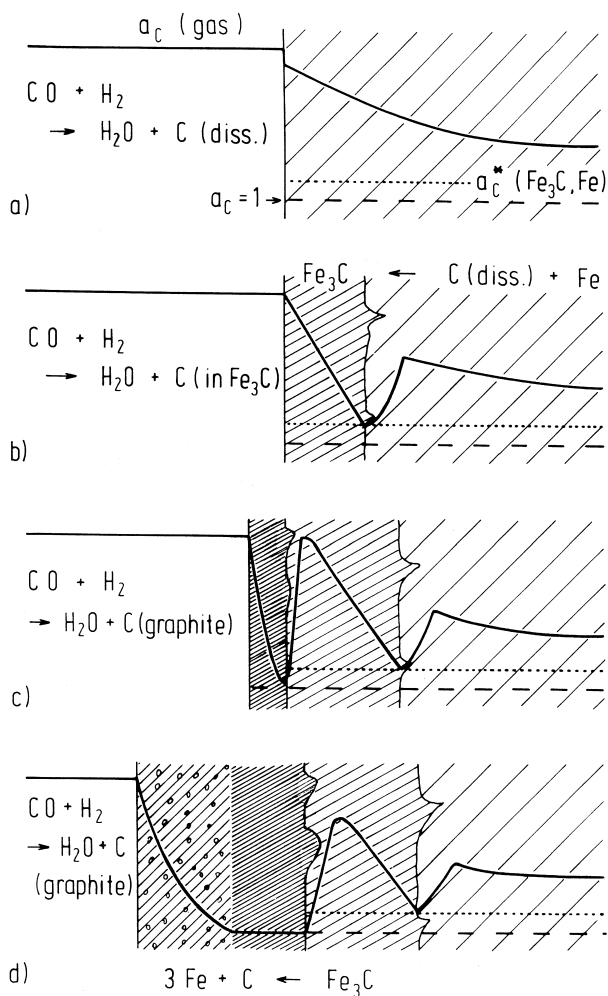 a_C (gas)
CO + H₂
→ H₂O + C (diss.)
a_C* (Fe₃C, Fe)
a_C = 1→
a)
Fe₃C ← C (diss.) + Fe
CO + H₂
→ H₂O + C (in Fe₃C)
b)
CO + H₂
→ H₂O + C (graphite)
c)
CO + H₂
→ H₂O + C
(graphite)
d)
3 Fe + C ← Fe₃C